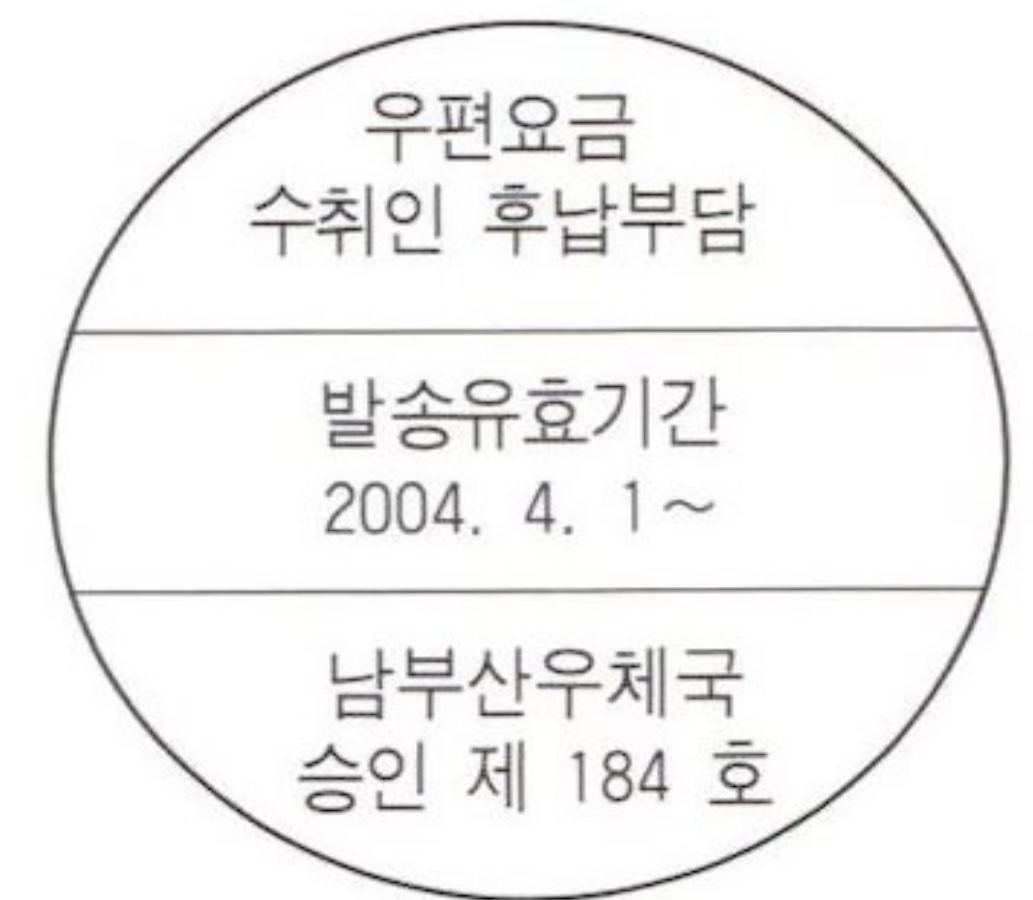 우편요금
수취인 후납부담
발송유효기간
2004. 4. 1~
남부산우체국
승인 제 184 호